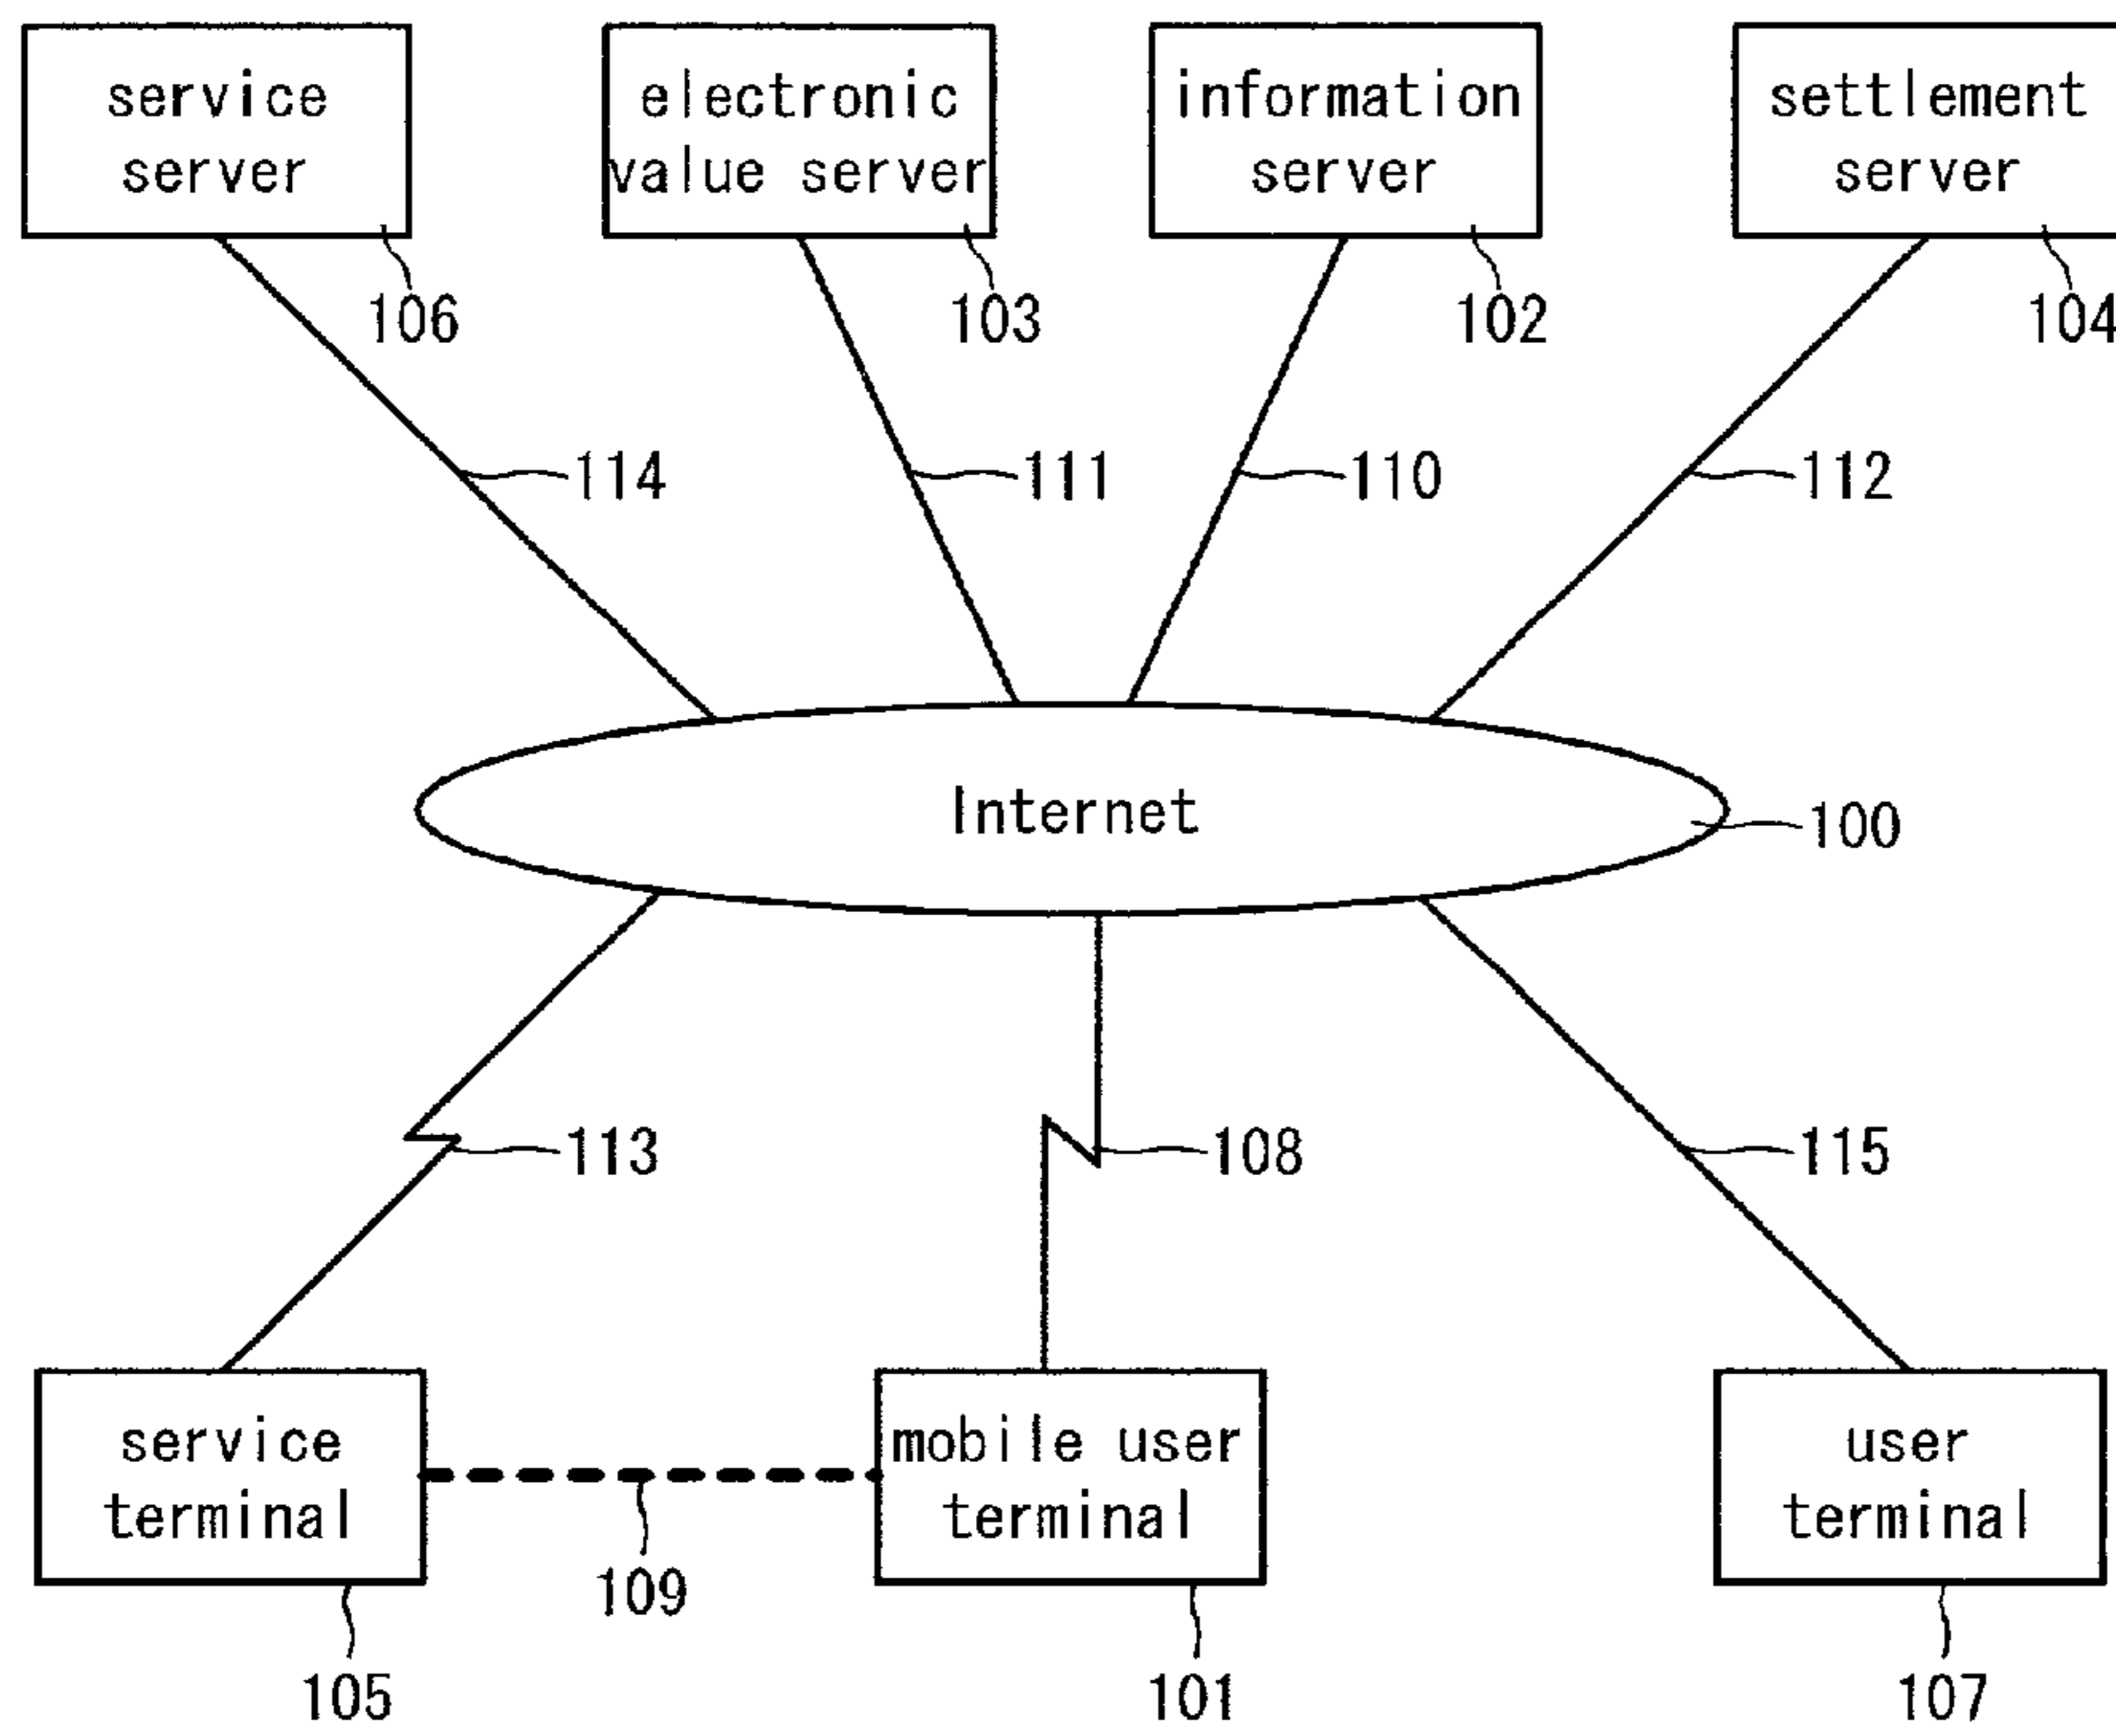 service
server
electronic
value server
information
server
settlement
server
106
103
102
104
114
111
110
112
Internet
100
113
108
115
service
terminal
mobile user
terminal
user
terminal
109
105
101
107